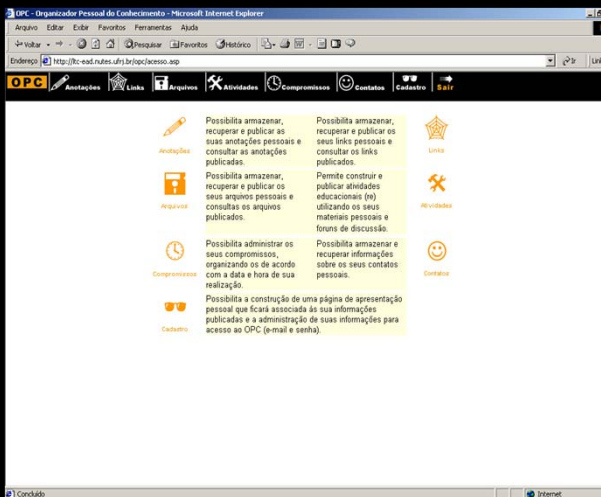 OPC - Organizador Pessoal do Conhecimento - Microsoft Internet Explorer
Arquivo Editar Exibir Favoritos Ferramentas Ajuda
Voltar Pesquisar Favoritos Histórico
Endereço http://ltc-ead.nutes.ufrj.br/opc/acesso.asp Ir Link
OPC Anotações Links Arquivos Atividades Compromissos Contatos Cadastro Sair
Anotações
Possibilita armazenar,
recuperar e publicar as
suas anotações pessoais e
consultar as anotações
publicadas.
Possibilita armazenar,
recuperar e publicar os
seus links pessoais e
consultar os links
publicados.
Links
Arquivos
Possibilita armazenar,
recuperar e publicar os
seus arquivos pessoais e
consultas os arquivos
publicados.
Permite construir e
publicar atividades
educacionais (re)
utilizando os seus
materiais pessoais e
foruns de discussão.
Atividades
Compromissos
Possibilita administrar os
seus compromissos,
organizando os de acordo
com a data e hora de sua
realização.
Possibilita armazenar e
recuperar informações
sobre os seus contatos
pessoais.
Contatos
Cadastro
Possibilita a construção de uma página de apresentação
pessoal que ficará associada ás sua informações
publicadas e a administração de suas informações para
acesso ao OPC (e-mail e senha).
Concluído Internet